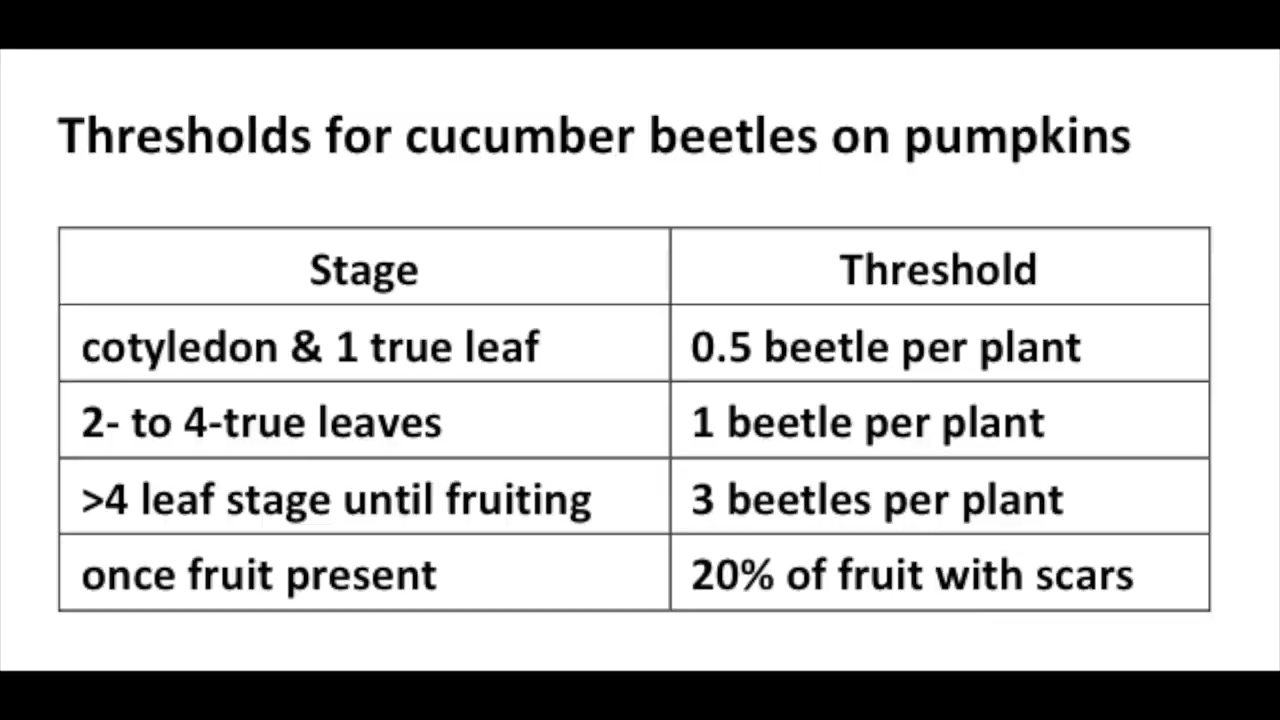 Thresholds for cucumber beetles on pumpkins
Stage Threshold
cotyledon & 1 true leaf 0.5 beetle per plant
2- to 4-true leaves 1 beetle per plant
>4 leaf stage until fruiting 3 beetles per plant
once fruit present 20% of fruit with scars